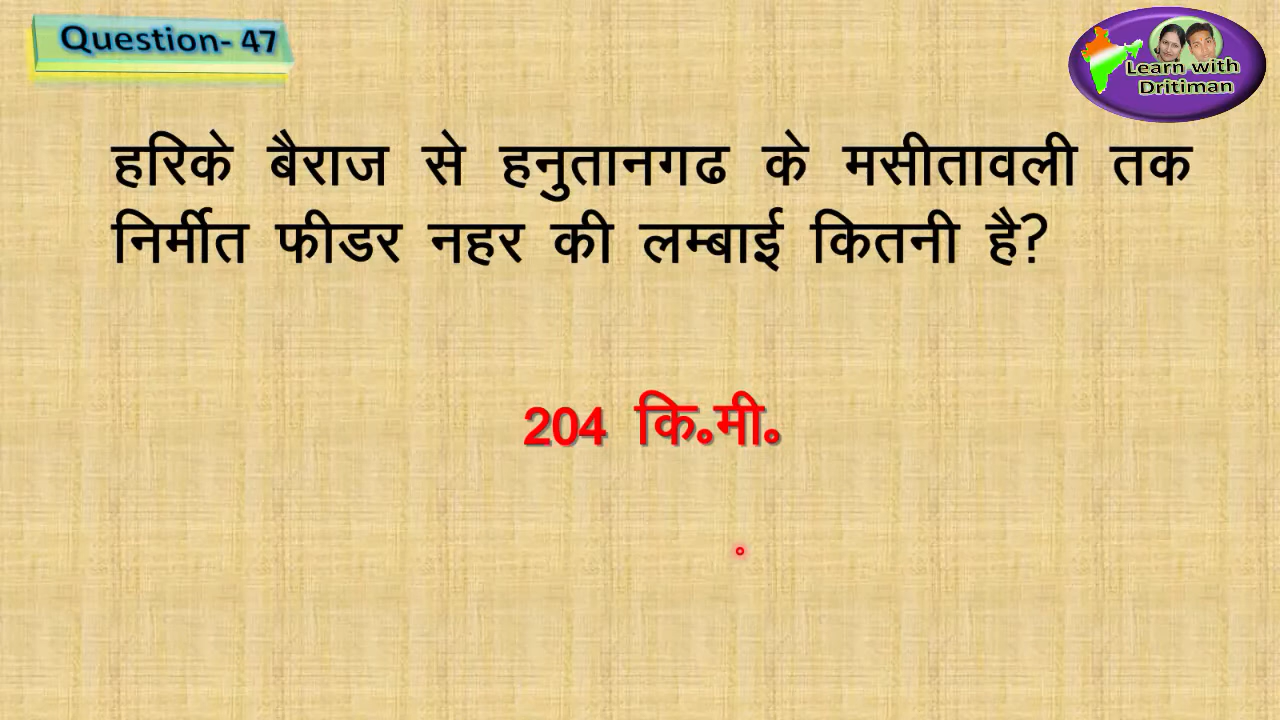 Question- 47
Learn with
Dritiman
हरिके बैराज से हनुतानगढ के मसीतावली तक
निर्मीत फीडर नहर की लम्बाई कितनी है?
204 कि॰मी॰